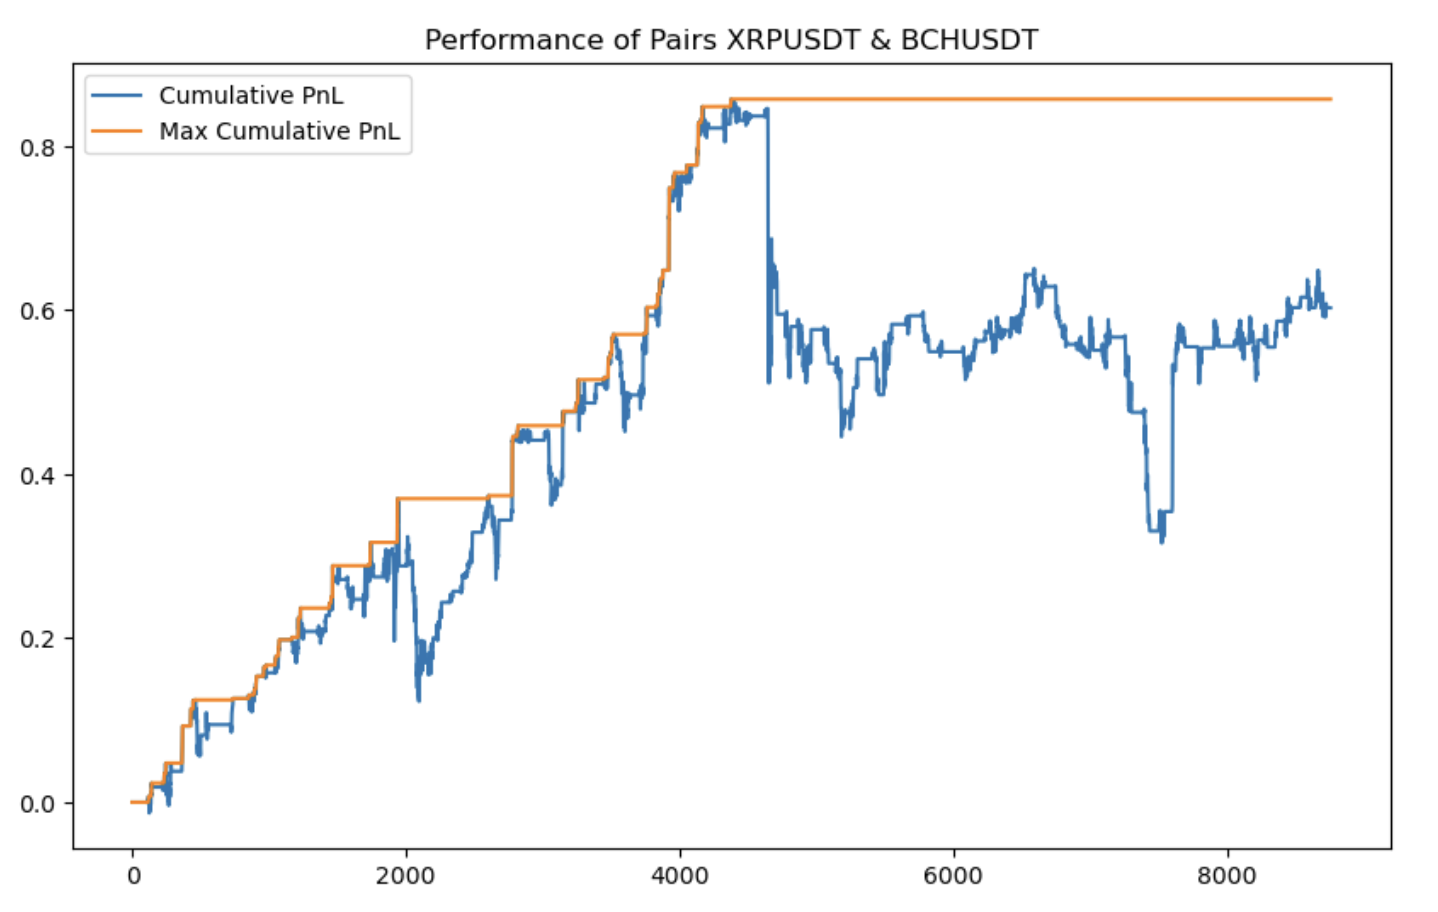 Performance of Pairs XRPUSDT & BCHUSDT
Cumulative PnL
Max Cumulative PnL
0.8
0.6
0.4
0.2
0.0
0 2000 4000 6000 8000